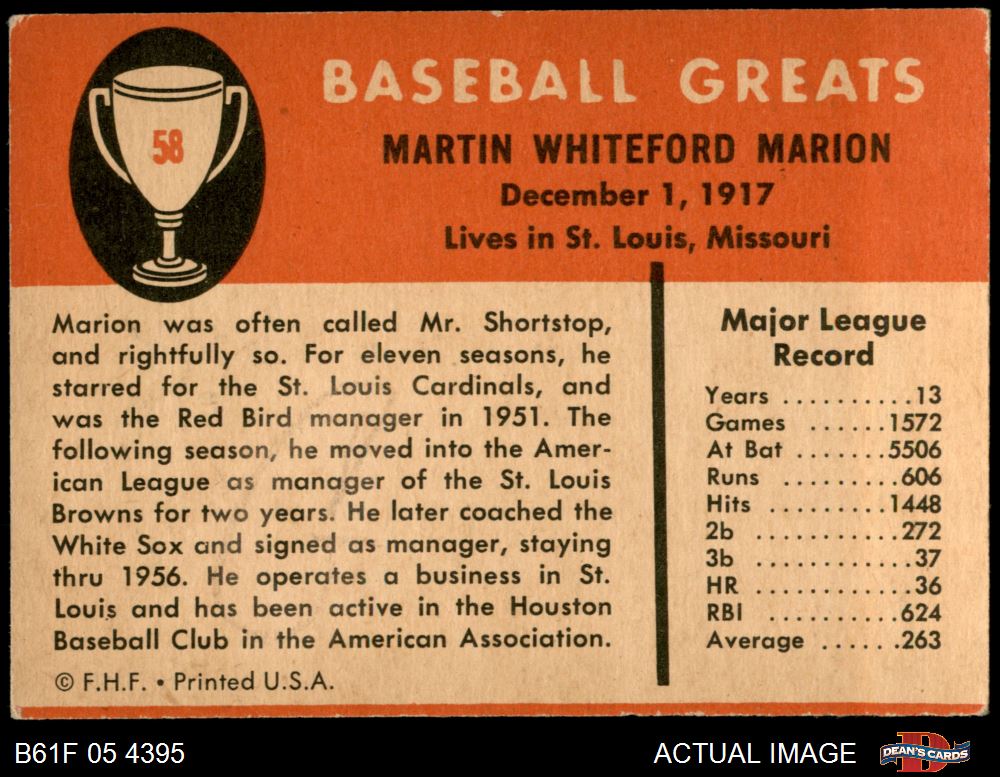 58
BASEBALL GREATS
MARTIN WHITEFORD MARION
December 1, 1917
Lives in St. Louis, Missouri
Marion was often called Mr. Shortstop,
and rightfully so. For eleven seasons, he
starred for the St. Louis Cardinals, and
was the Red Bird manager in 1951. The
following season, he moved into the Amer-
ican League as manager of the St. Louis
Browns for two years. He later coached the
White Sox and signed as manager, staying
thru 1956. He operates a business in St.
Louis and has been active in the Houston
Baseball Club in the American Association.
© F.H.F. • Printed U.S.A.
Major League
Record
Years ..........13
Games ......1572
At Bat .......5506
Runs .........606
Hits .........1448
2b ...........272
3b ............37
HR ............36
RBI ..........624
Average ......263
B61F 05 4395
ACTUAL IMAGE
D
DEAN'S CARDS